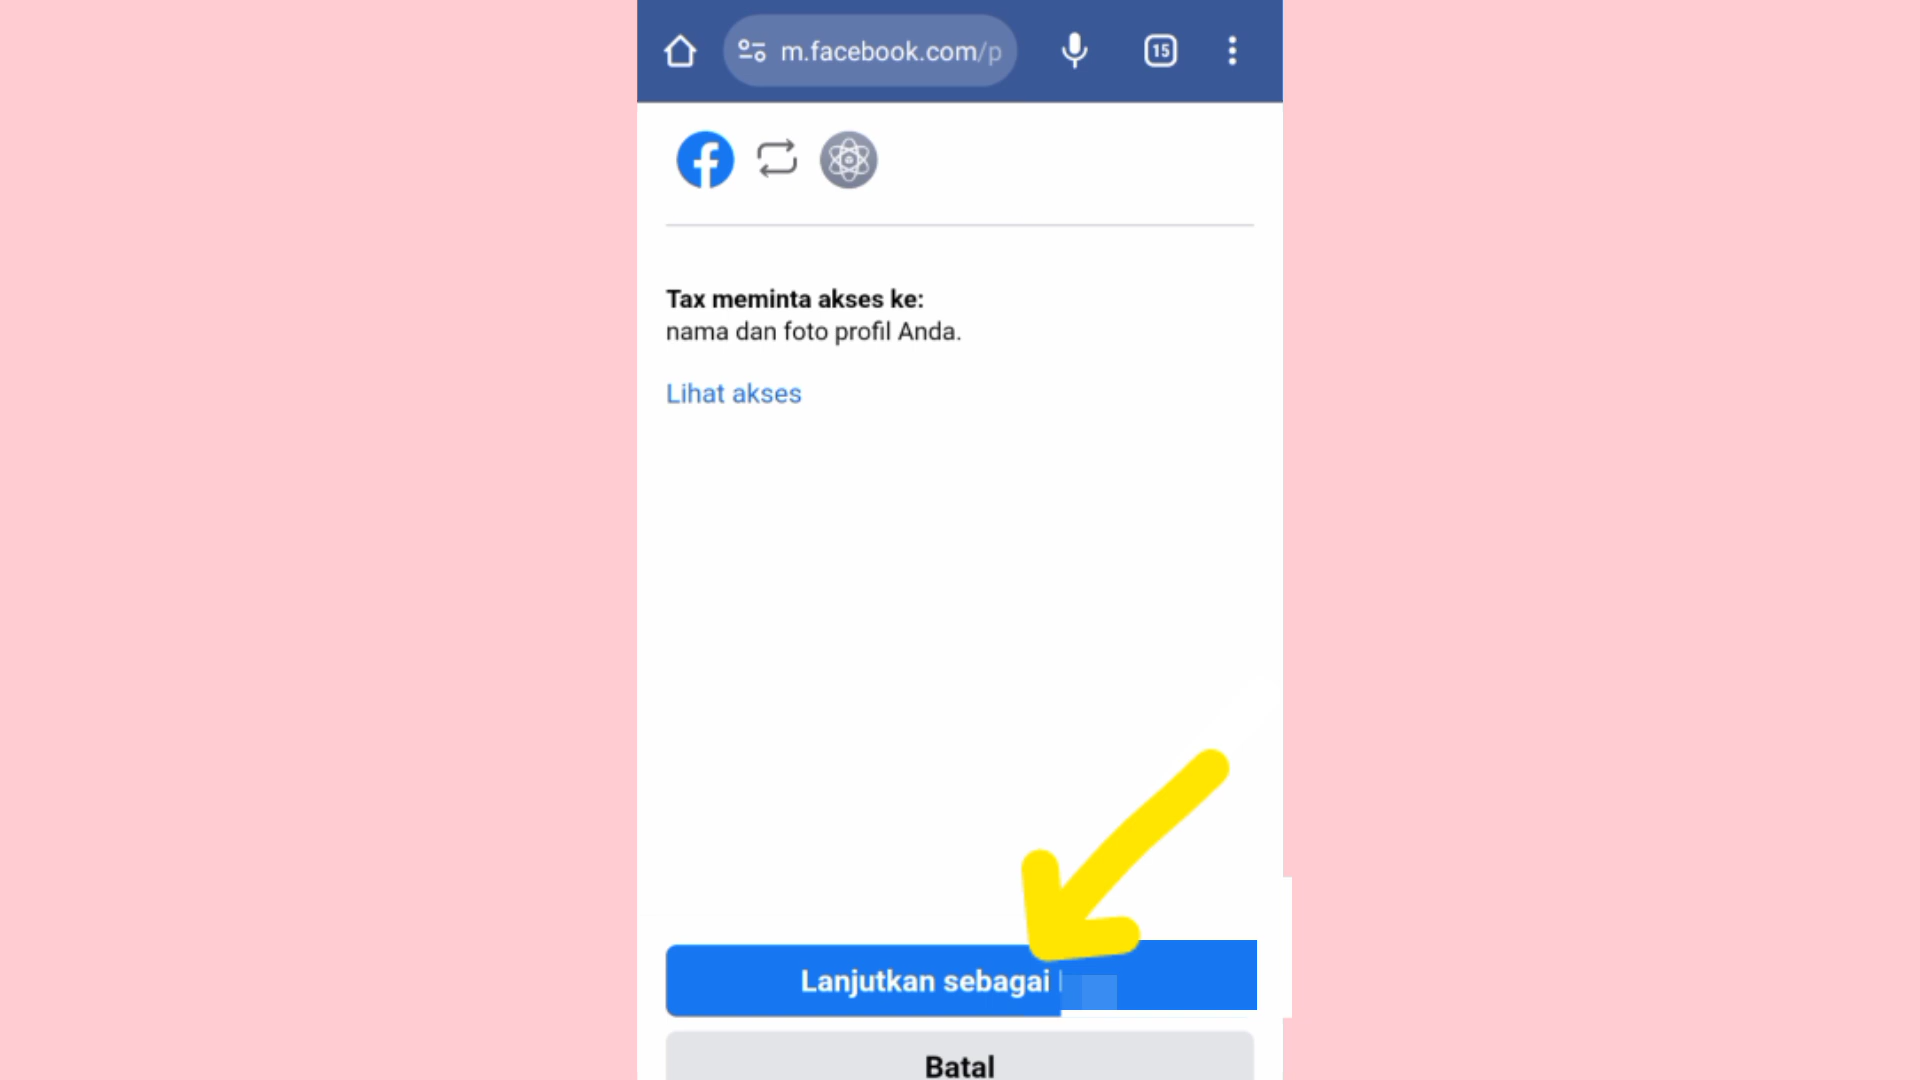 m.facebook.com/p
15
Tax meminta akses ke:
nama dan foto profil Anda.
Lihat akses
Lanjutkan sebagai
Batal